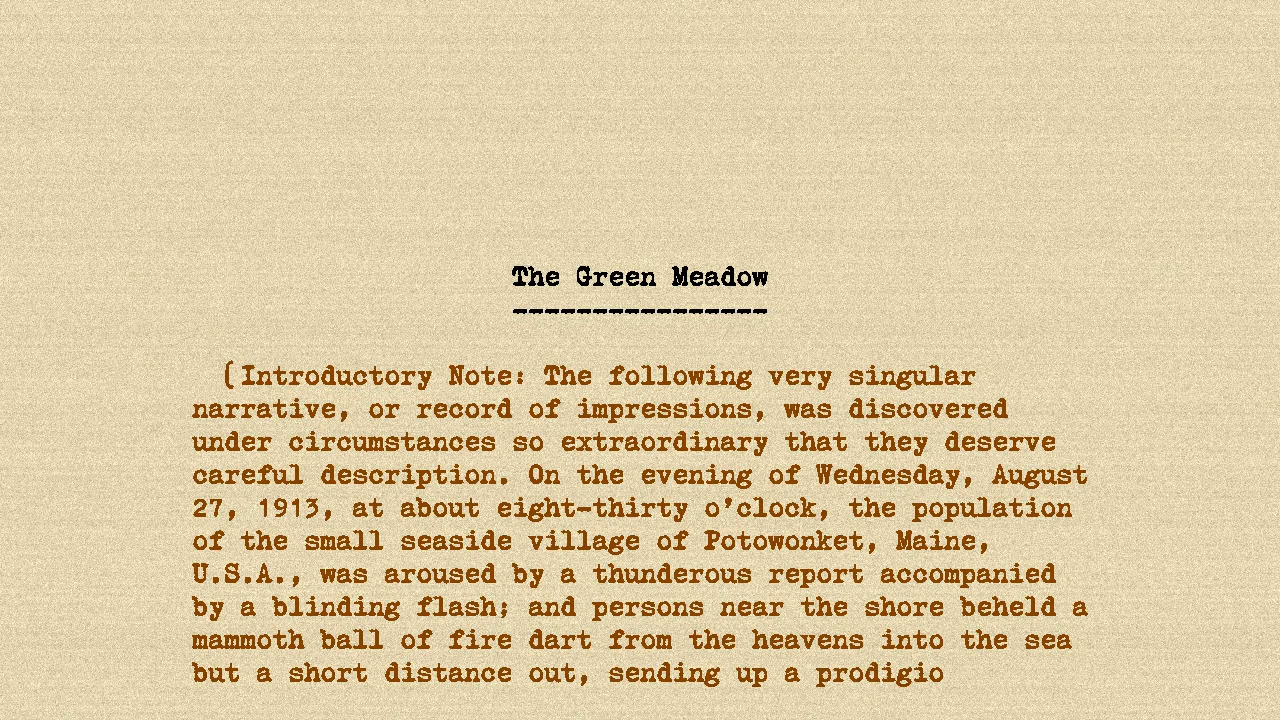 The Green Meadow
----------------
(Introductory Note: The following very singular
narrative, or record of impressions, was discovered
under circumstances so extraordinary that they deserve
careful description. On the evening of Wednesday, August
27, 1913, at about eight-thirty o'clock, the population
of the small seaside village of Potowonket, Maine,
U.S.A., was aroused by a thunderous report accompanied
by a blinding flash; and persons near the shore beheld a
mammoth ball of fire dart from the heavens into the sea
but a short distance out, sending up a prodigio